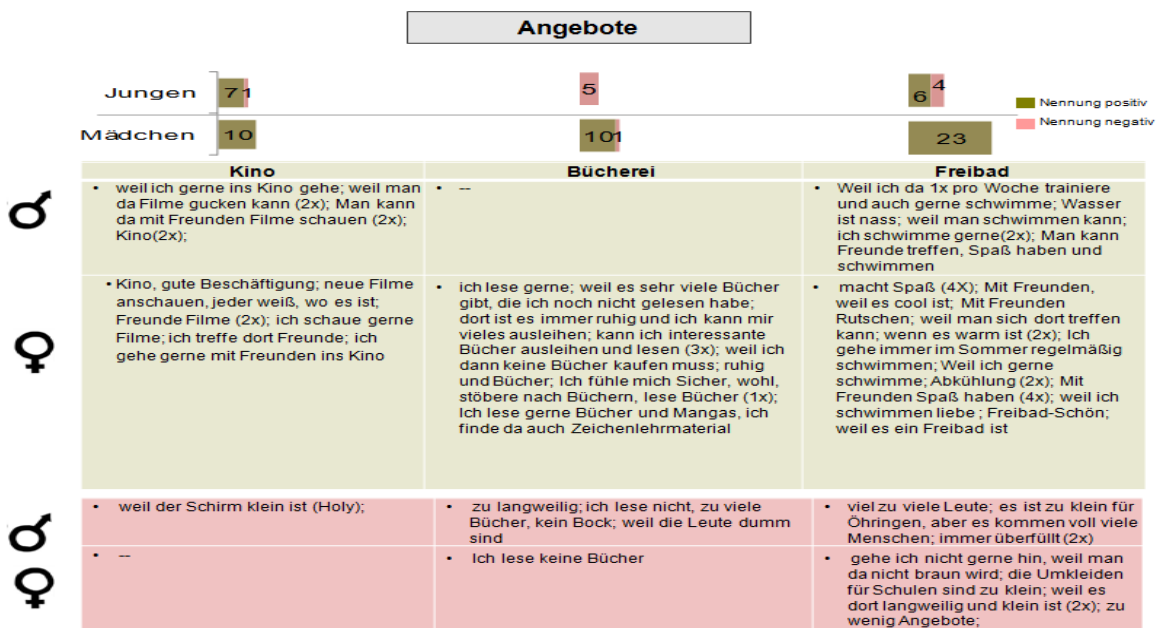 Angebote
Jungen
71
5
6
4
Nennung positiv
Nennung negativ
Mädchen
10
101
23
Kino
Bücherei
Freibad
• weil ich gerne ins Kino gehe; weil man
da Filme gucken kann (2x); Man kann
da mit Freunden Filme schauen (2x);
Kino(2x);
• --
• Weil ich da 1x pro Woche trainiere
und auch gerne schwimme; Wasser
ist nass; weil man schwimmen kann;
ich schwimme gerne(2x); Man kann
Freunde treffen, Spaß haben und
schwimmen
• Kino, gute Beschäftigung; neue Filme
anschauen, jeder weiß, wo es ist;
Freunde Filme (2x); ich schaue gerne
Filme; ich treffe dort Freunde; ich
gehe gerne mit Freunden ins Kino
• ich lese gerne; weil es sehr viele Bücher
gibt, die ich noch nicht gelesen habe;
dort ist es immer ruhig und ich kann mir
vieles ausleihen; kann ich interessante
Bücher ausleihen und lesen (3x); weil ich
dann keine Bücher kaufen muss; ruhig
und Bücher; Ich fühle mich Sicher, wohl,
stöbere nach Büchern, lese Bücher (1x);
Ich lese gerne Bücher und Mangas, ich
finde da auch Zeichenlehrmaterial
• macht Spaß (4X); Mit Freunden,
weil es cool ist; Mit Freunden
Rutschen; weil man sich dort treffen
kann; wenn es warm ist (2x); Ich
gehe immer im Sommer regelmäßig
schwimmen; Weil ich gerne
schwimme; Abkühlung (2x); Mit
Freunden Spaß haben (4x); weil ich
schwimmen liebe ; Freibad-Schön;
weil es ein Freibad ist
• weil der Schirm klein ist (Holy);
• zu langweilig; ich lese nicht, zu viele
Bücher, kein Bock; weil die Leute dumm
sind
• viel zu viele Leute; es ist zu klein für
Öhringen, aber es kommen voll viele
Menschen; immer überfüllt (2x)
• --
• Ich lese keine Bücher
• gehe ich nicht gerne hin, weil man
da nicht braun wird; die Umkleiden
für Schulen sind zu klein; weil es
dort langweilig und klein ist (2x); zu
wenig Angebote;